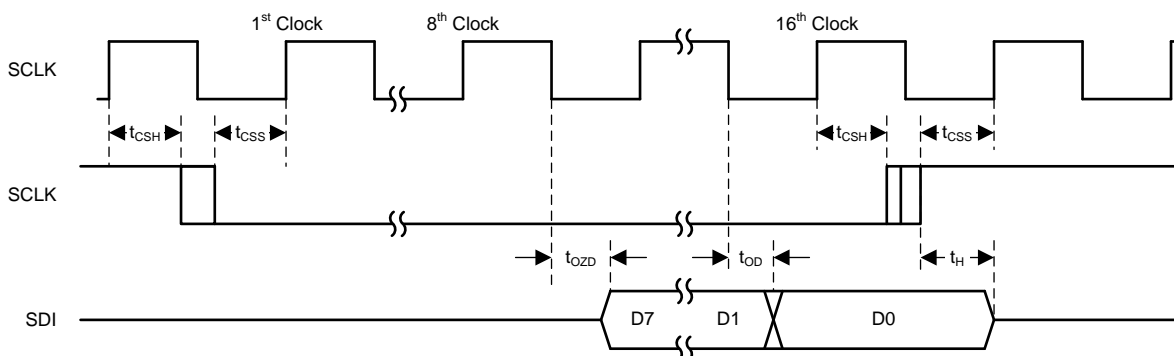 1st Clock 8th Clock 16th Clock
SCLK
tCSH tCSS tCSH tCSS
SCLK
tOZD tOD tH
SDI D7 D1 D0